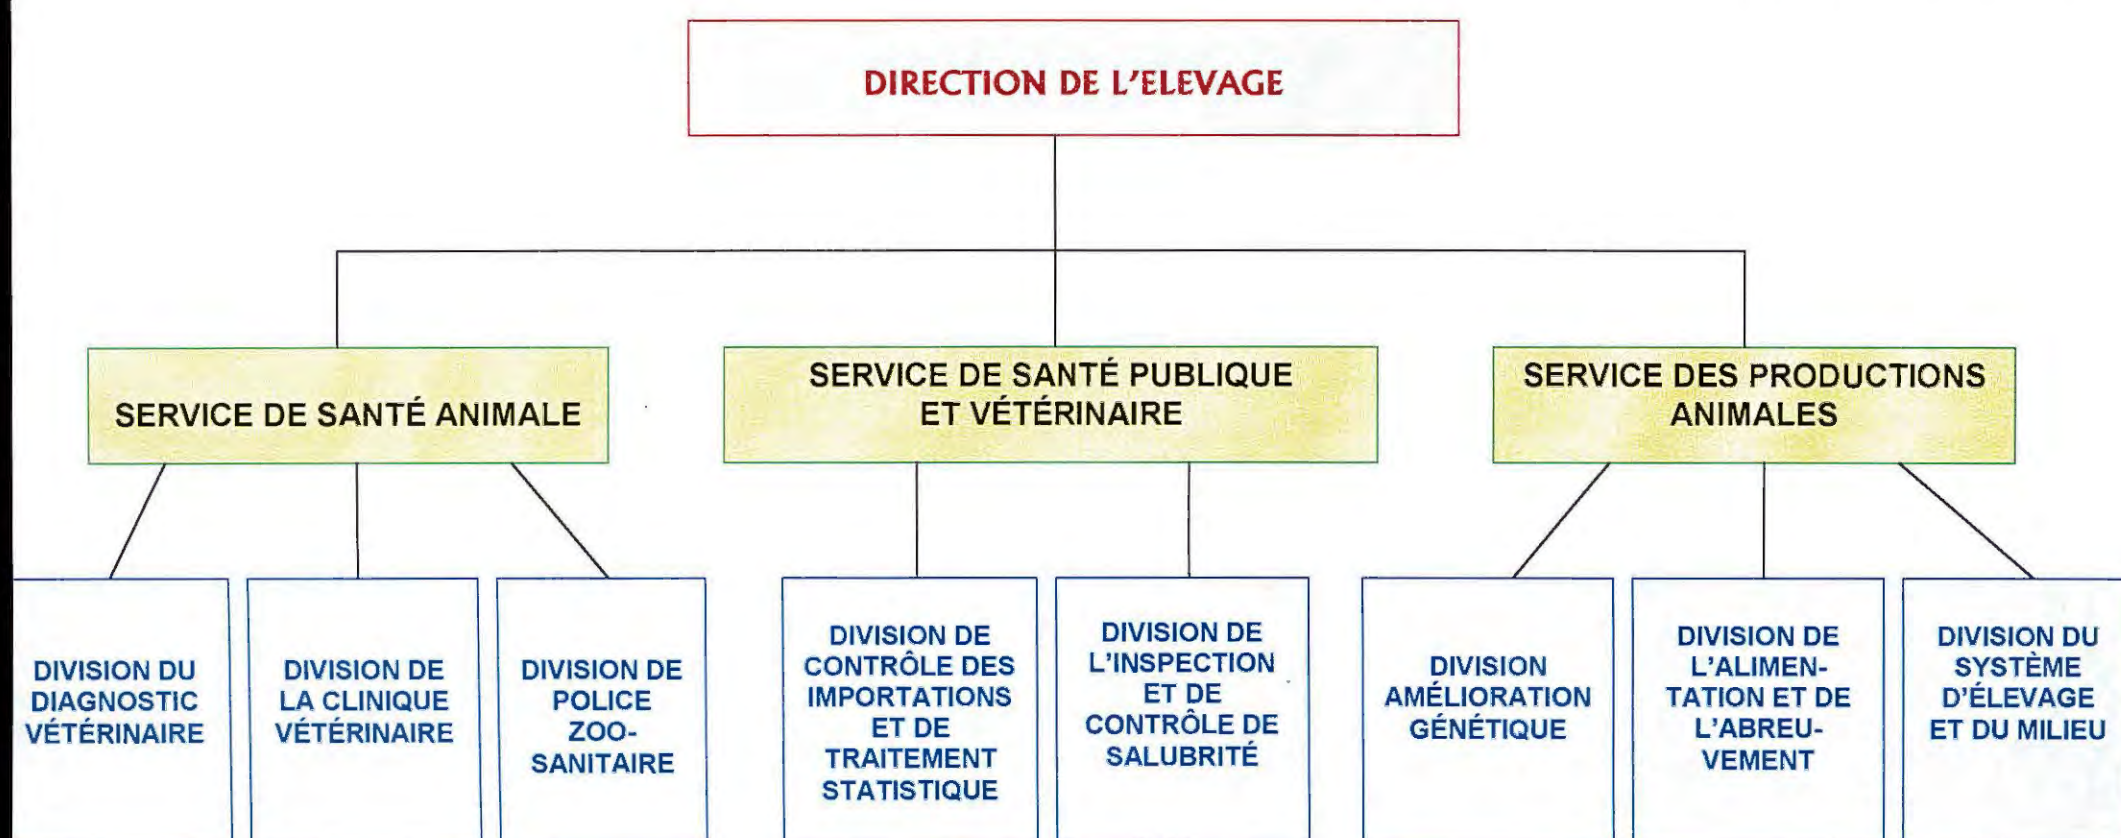 DIRECTION DE L'ELEVAGE
SERVICE DE SANTÉ ANIMALE
SERVICE DE SANTÉ PUBLIQUE
ET VÉTÉRINAIRE
SERVICE DES PRODUCTIONS
ANIMALES
DIVISION DU
DIAGNOSTIC
VÉTÉRINAIRE
DIVISION DE
LA CLINIQUE
VÉTÉRINAIRE
DIVISION DE
POLICE
ZOO-
SANITAIRE
DIVISION DE
CONTRÔLE DES
IMPORTATIONS
ET DE
TRAITEMENT
STATISTIQUE
DIVISION DE
L'INSPECTION
ET DE
CONTRÔLE DE
SALUBRITÉ
DIVISION
AMÉLIORATION
GÉNÉTIQUE
DIVISION DE
L'ALIMEN-
TATION ET DE
L'ABREU-
VEMENT
DIVISION DU
SYSTÈME
D'ÉLEVAGE
ET DU MILIEU